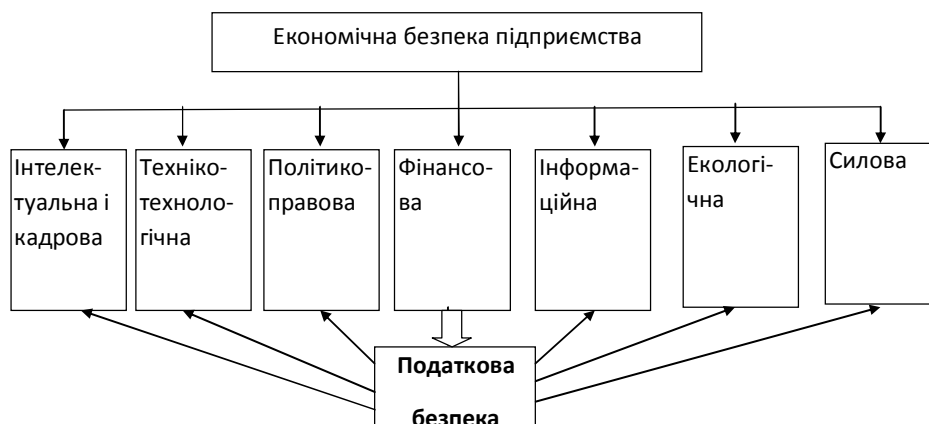 Економічна безпека підприємства
Інтелек-
туальна і
кадрова
Техніко-
техноло-
гічна
Політико-
правова
Фінансо-
ва
Інформа-
ційна
Екологі-
чна
Силова
Податкова
безпека